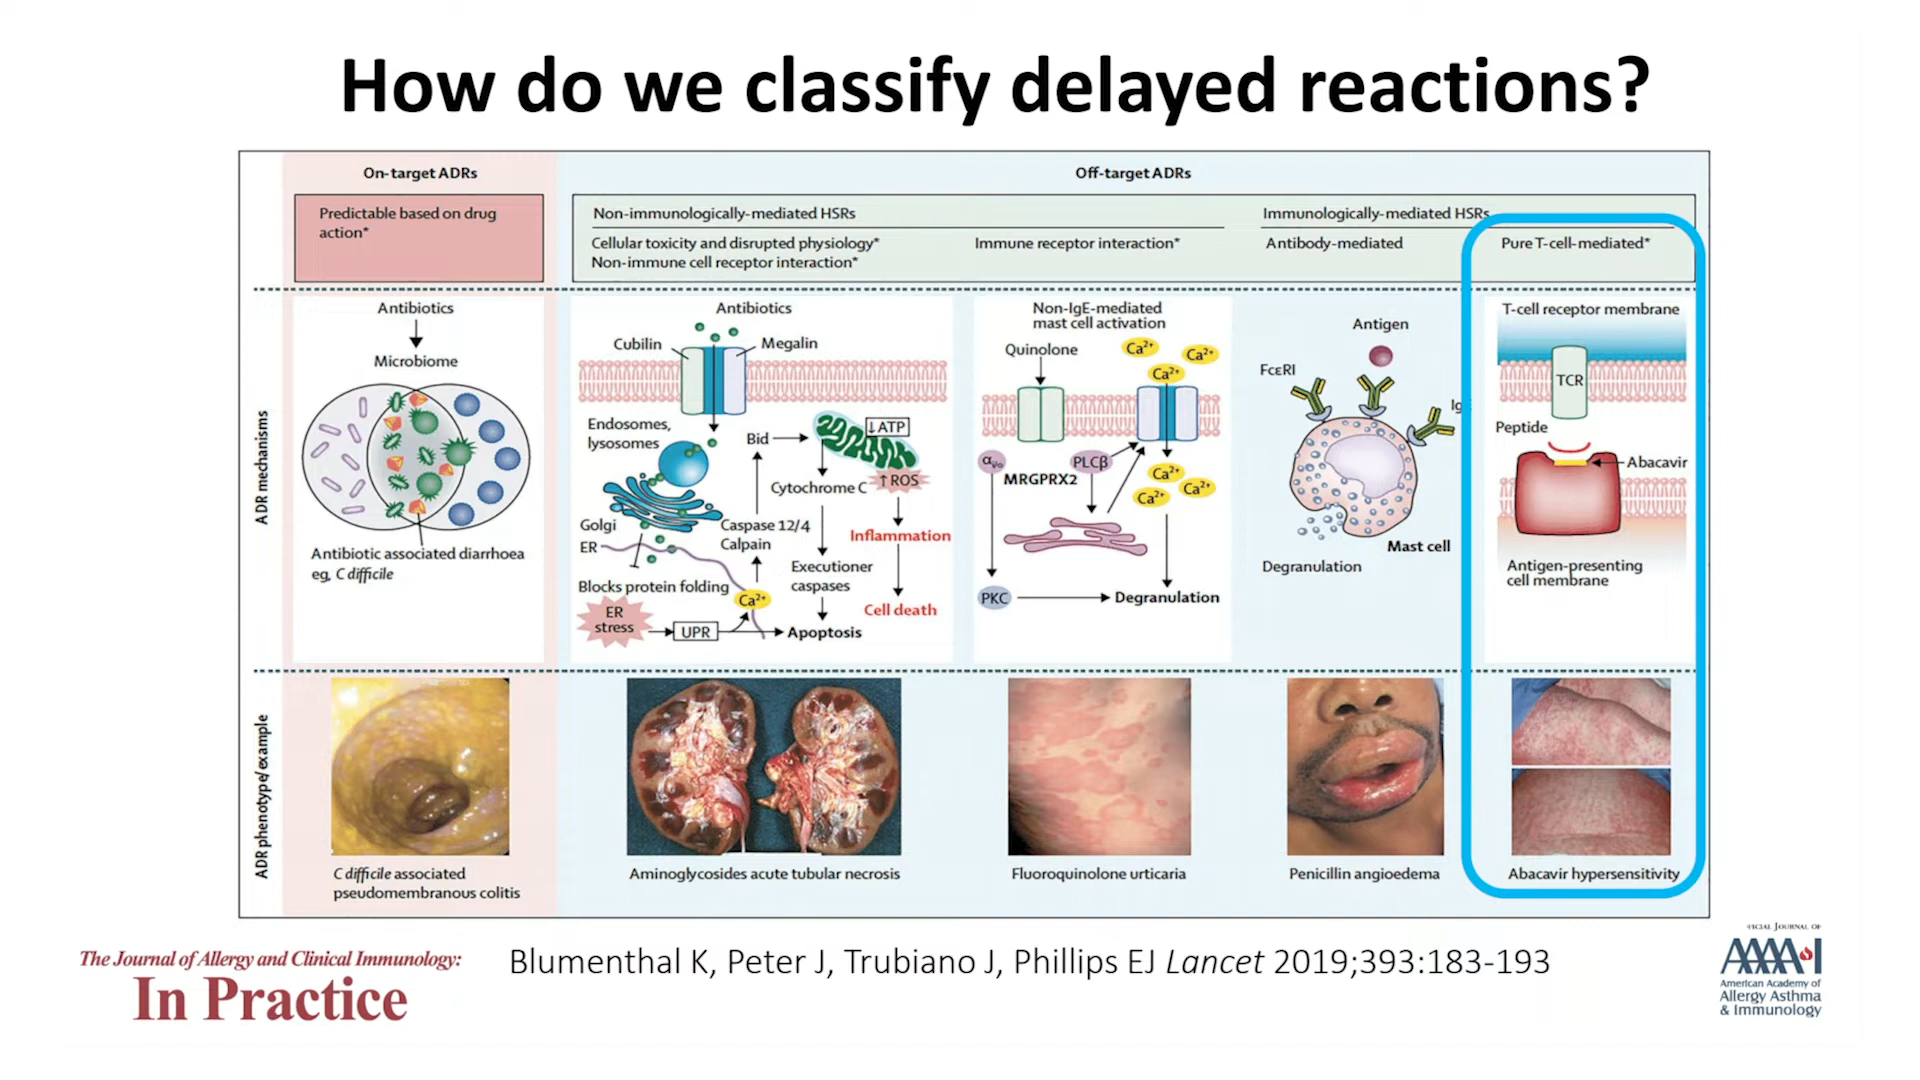 How do we classify delayed reactions?
On-target ADRs
Off-target ADRs
Predictable based on drug
action*
Non-immunologically-mediated HSRs
Immunologically-mediated HSRs
Cellular toxicity and disrupted physiology*
Non-immune cell receptor interaction*
Immune receptor interaction*
Antibody-mediated
Pure T-cell-mediated*
ADR mechanisms
Antibiotics
Microbiome
Antibiotic associated diarrhoea
eg, C difficile
Antibiotics
Cubilin
Megalin
Endosomes,
lysosomes
Bid
↓ATP
Cytochrome C
↑ROS
Golgi
ER
Caspase 12/4
Calpain
Inflammation
Blocks protein folding
Executioner
caspases
Ca²⁺
ER
stress
UPR
Apoptosis
Cell death
Non-IgE-mediated
mast cell activation
Quinolone
Ca²⁺
Ca²⁺
Ca²⁺
PLCβ
MRGPRX2
Ca²⁺
Ca²⁺
Ca²⁺
PKC
Degranulation
Antigen
FcεRI
Mast cell
Degranulation
T-cell receptor membrane
TCR
Peptide
Abacavir
Antigen-presenting
cell membrane
ADR phenotype/example
C difficile associated
pseudomembranous colitis
Aminoglycosides acute tubular necrosis
Fluoroquinolone urticaria
Penicillin angioedema
Abacavir hypersensitivity
The Journal of Allergy and Clinical Immunology:
In Practice
Blumenthal K, Peter J, Trubiano J, Phillips EJ Lancet 2019;393:183-193
JOURNAL OF
AAAAI
American Academy of
Allergy Asthma
& Immunology